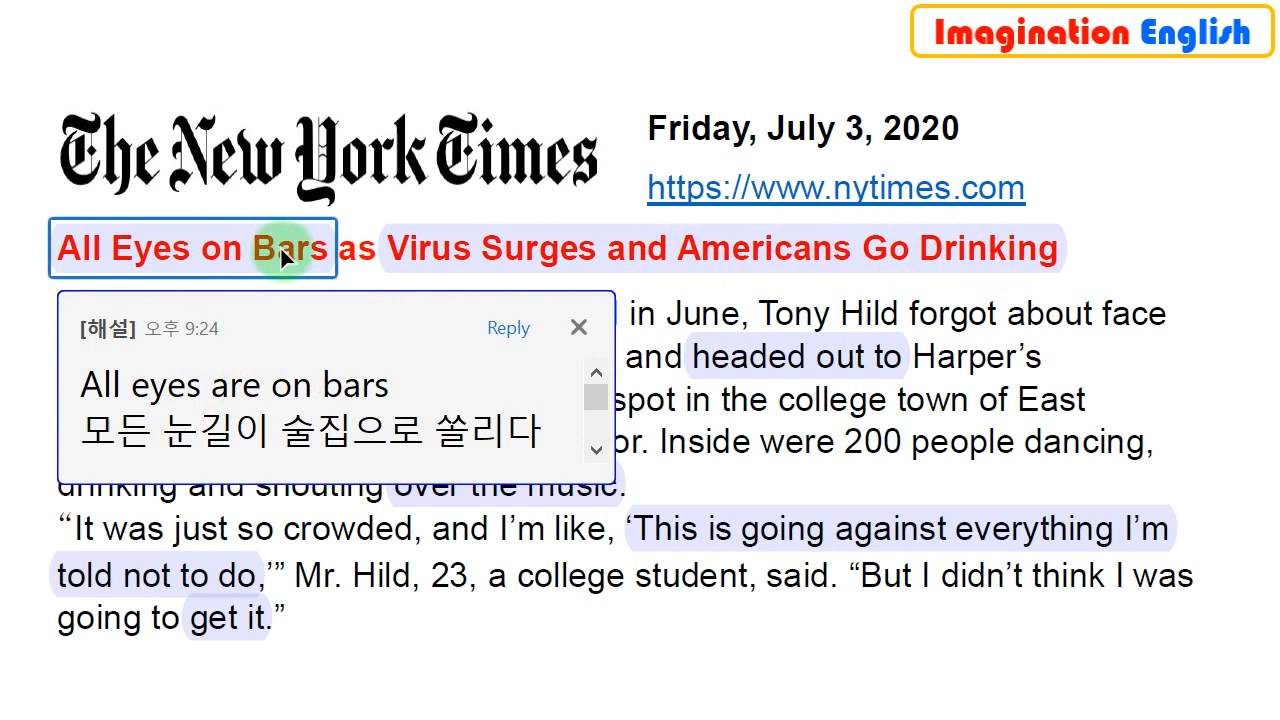 Imagination English
The New York Times
Friday, July 3, 2020
https://www.nytimes.com
All Eyes on Bars as Virus Surges and Americans Go Drinking
[해설] 오후 9:24 Reply
All eyes are on bars
모든 눈길이 술집으로 쏠리다
in June, Tony Hild forgot about face
and headed out to Harper's
spot in the college town of East
or. Inside were 200 people dancing,
drinking and shouting over the music.
“It was just so crowded, and I’m like, ‘This is going against everything I’m
told not to do,’” Mr. Hild, 23, a college student, said. “But I didn’t think I was
going to get it.”